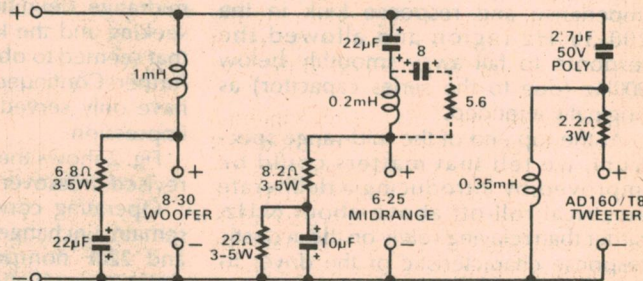 +
22μF
+
+
8
2·7μF
50V
POLY
1mH
0.2mH
5.6
2.2Ω
3W
6.8Ω
3-5W
+
8-30
WOOFER
8.2Ω
3-5W
+
6-25
MIDRANGE
0.35mH
+
AD160/T8
TWEETER
22μF
+
+
22Ω
3-5W
+
10μF
+
-
-
-
-